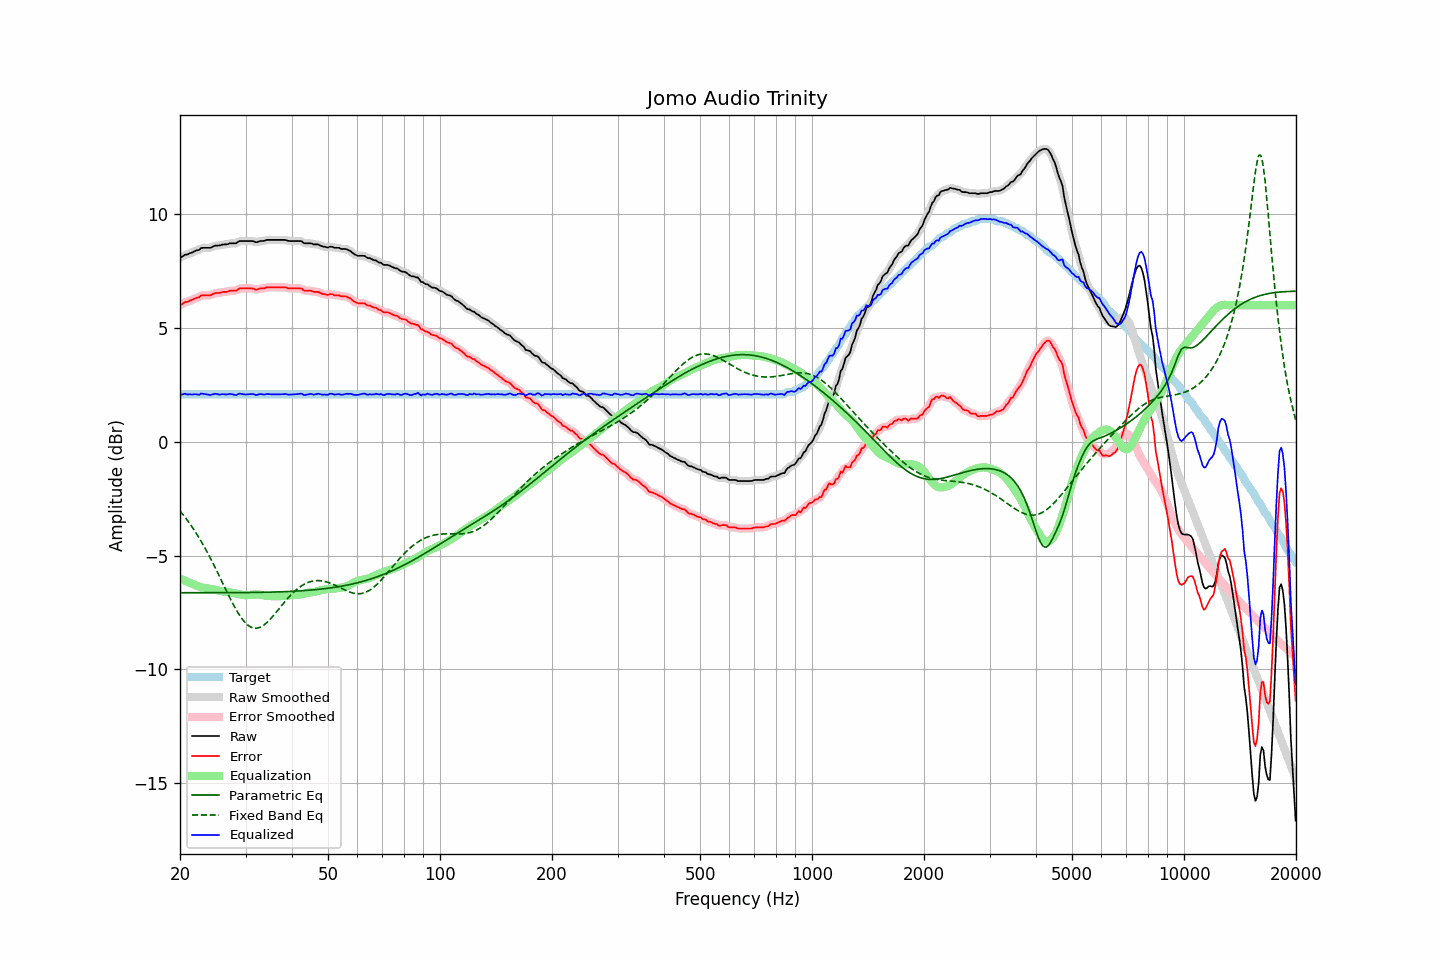 Jomo Audio Trinity
Amplitude (dBr)
10
5
0
−5
−10
−15
Target
Raw Smoothed
Error Smoothed
Raw
Error
Equalization
Parametric Eq
Fixed Band Eq
Equalized
20 50 100 200 500 1000 2000 5000 10000 20000
Frequency (Hz)